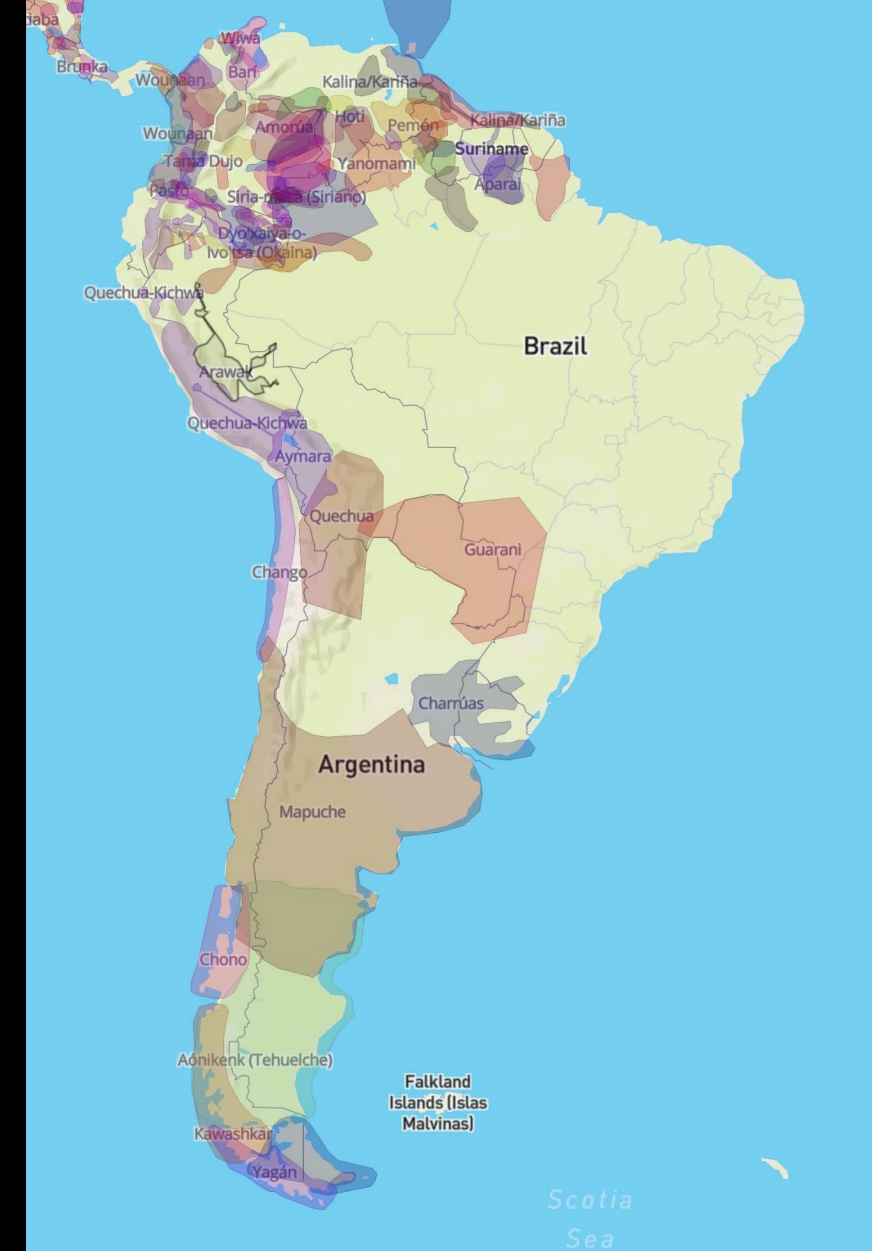 iaba
Brunka
Wiwa
Barí
Wounaan
Kalina/Kariña
Hoti
Amorúa
Pemón
Kalina/Kariña
Wounaan
Suriname
Tama Dujo
Yanomami
Aparai
Pasto
Siria-masa (Siriano)
Dyo'xaiya-o-
Ivo'tsa (Okaina)
Quechua-Kichwa
Brazil
Arawak
Quechua-Kichwa
Aymara
Quechua
Guarani
Chango
Charrúas
Argentina
Mapuche
Chono
Aónikenk (Tehuelche)
Falkland
Islands (Islas
Malvinas)
Kawashkar
Yagán
Scotia
Sea